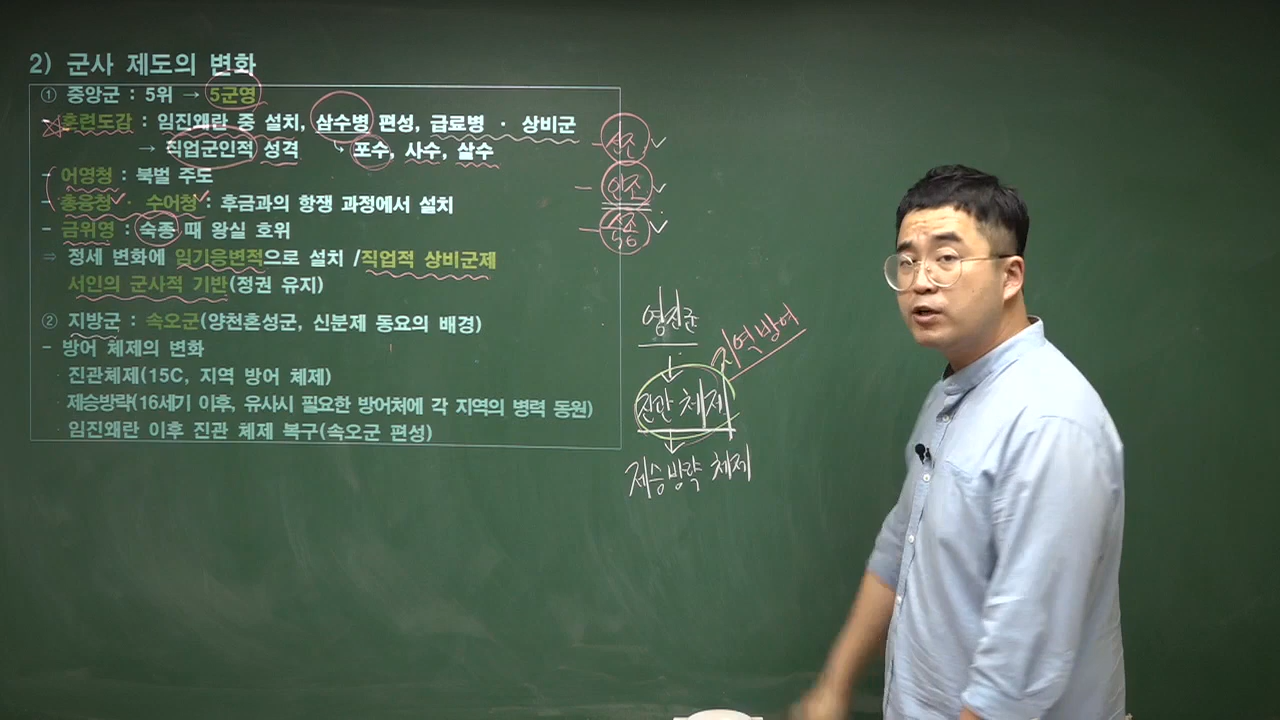 2) 군사 제도의 변화
① 중앙군 : 5위 → 5군영
- 훈련도감 : 임진왜란 중 설치, 삼수병 편성, 급료병 · 상비군
→ 직업군인적 성격 ↳ 포수, 사수, 살수
- 어영청 : 북벌 주도
- 총융청 · 수어청 : 후금과의 항쟁 과정에서 설치
- 금위영 : 숙종 때 왕실 호위
⇒ 정세 변화에 임기응변적으로 설치 /직업적 상비군제
서인의 군사적 기반(정권 유지)
② 지방군 : 속오군(양천혼성군, 신분제 동요의 배경)
- 방어 체제의 변화
· 진관체제(15C, 지역 방어 체제)
· 제승방략(16세기 이후, 유사시 필요한 방어처에 각 지역의 병력 동원)
· 임진왜란 이후 진관 체제 복구(속오군 편성)
선조
인조
영진군
지역방어
진관 체제
제승방략 체제